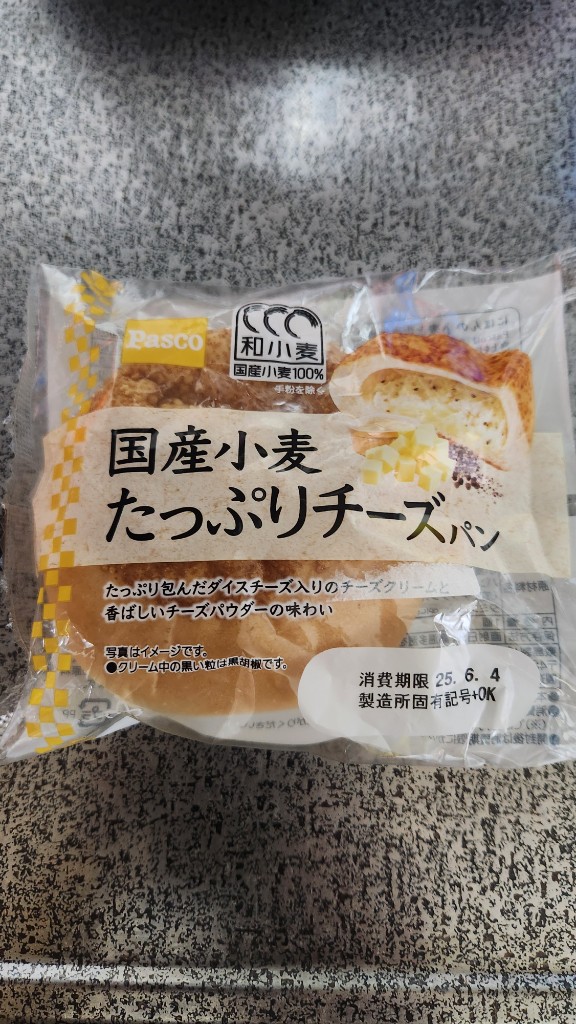 Pasco
和小麦
国産小麦100%
手粉を除く
国産小麦
たっぷりチーズパン
たっぷり包んだダイスチーズ入りのチーズクリームと
香ばしいチーズパウダーの味わい
写真はイメージです。
●クリーム中の黒い粒は黒胡椒です。
消費期限 25. 6. 4
製造所固有記号+OK